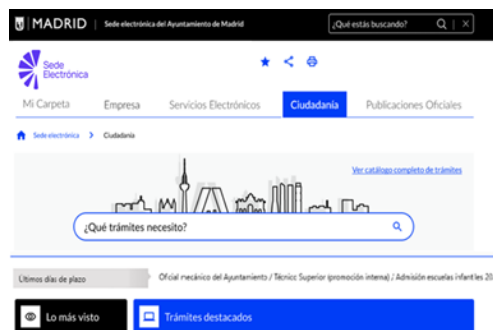 MADRID | Sede electrónica del Ayuntamiento de Madrid
¿Qué estás buscando?
Sede
Electrónica
Mi Carpeta Empresa Servicios Electrónicos Ciudadanía Publicaciones Oficiales
Sede electrónica Ciudadanía
Ver catálogo completo de trámites
¿Qué trámites necesito?
Últimos días de plazo Oficial mecánico del Ayuntamiento / Técnico Superior (promoción interna) / Admisión escuelas infantiles 20
Lo más visto Trámites destacados